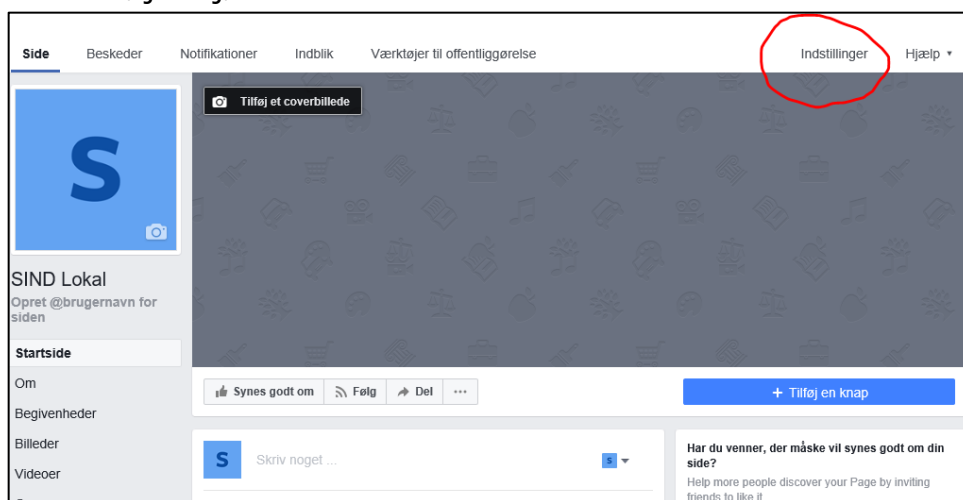 Side Beskeder Notifikationer Indblik Værktøjer til offentliggørelse Indstillinger Hjælp
Tilføj et coverbillede
S
SIND Lokal
Opret @brugernavn for
siden
Startside
Om
Begivenheder
Billeder
Videoer
Synes godt om Følg Del ...
+ Tilføj en knap
S Skriv noget ... S
Har du venner, der måske vil synes godt om din
side?
Help more people discover your Page by inviting
friends to like it